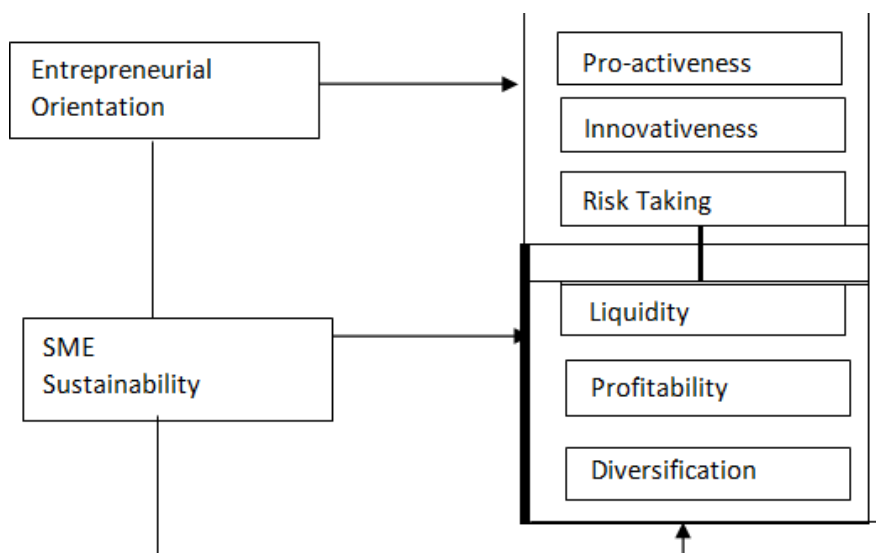 Entrepreneurial
Orientation
Pro-activeness
Innovativeness
Risk Taking
SME
Sustainability
Liquidity
Profitability
Diversification